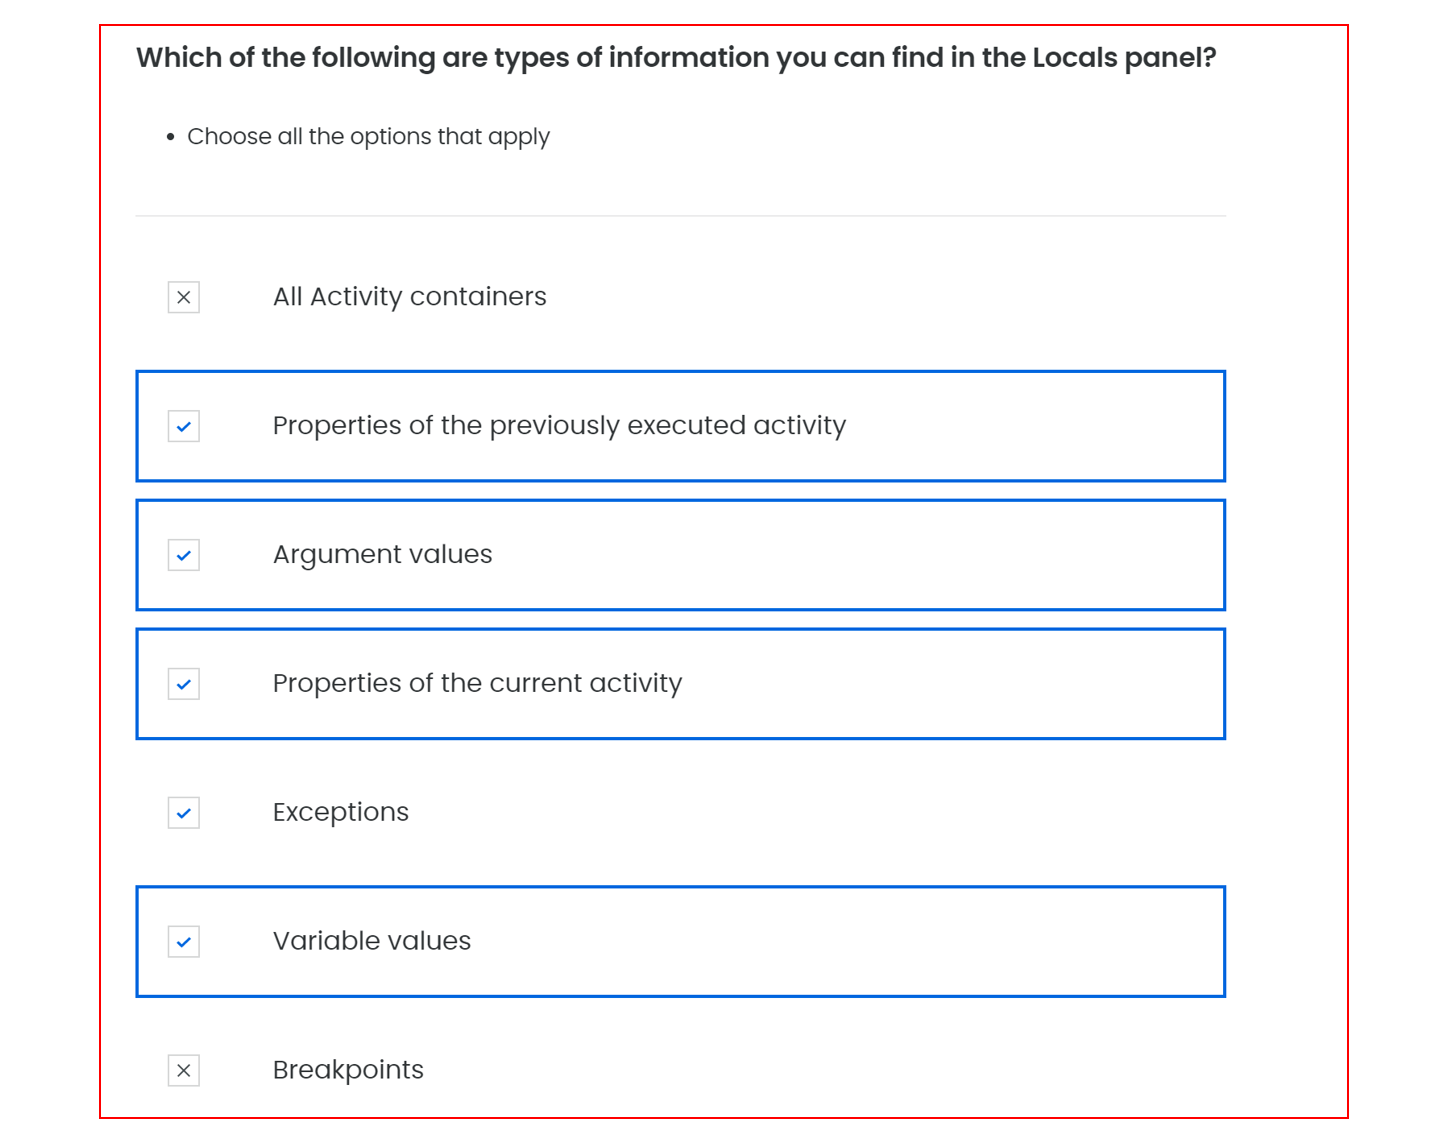 Which of the following are types of information you can find in the Locals panel?
• Choose all the options that apply
All Activity containers
Properties of the previously executed activity
Argument values
Properties of the current activity
Exceptions
Variable values
Breakpoints